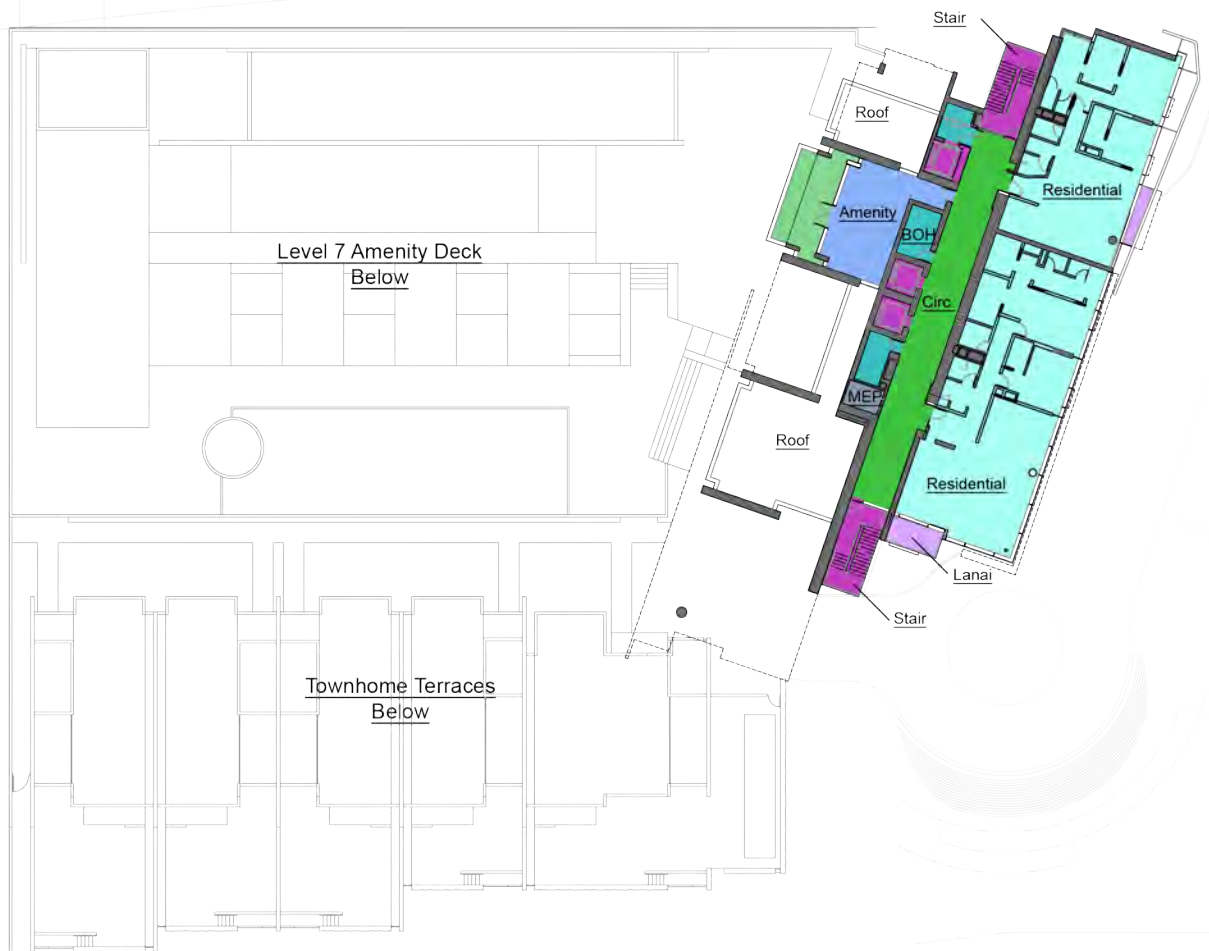 Stair
Roof
Residential
Amenity
BOH
Level 7 Amenity Deck
Below
Circ.
MEP
Roof
Residential
Lanai
Stair
Townhome Terraces
Below